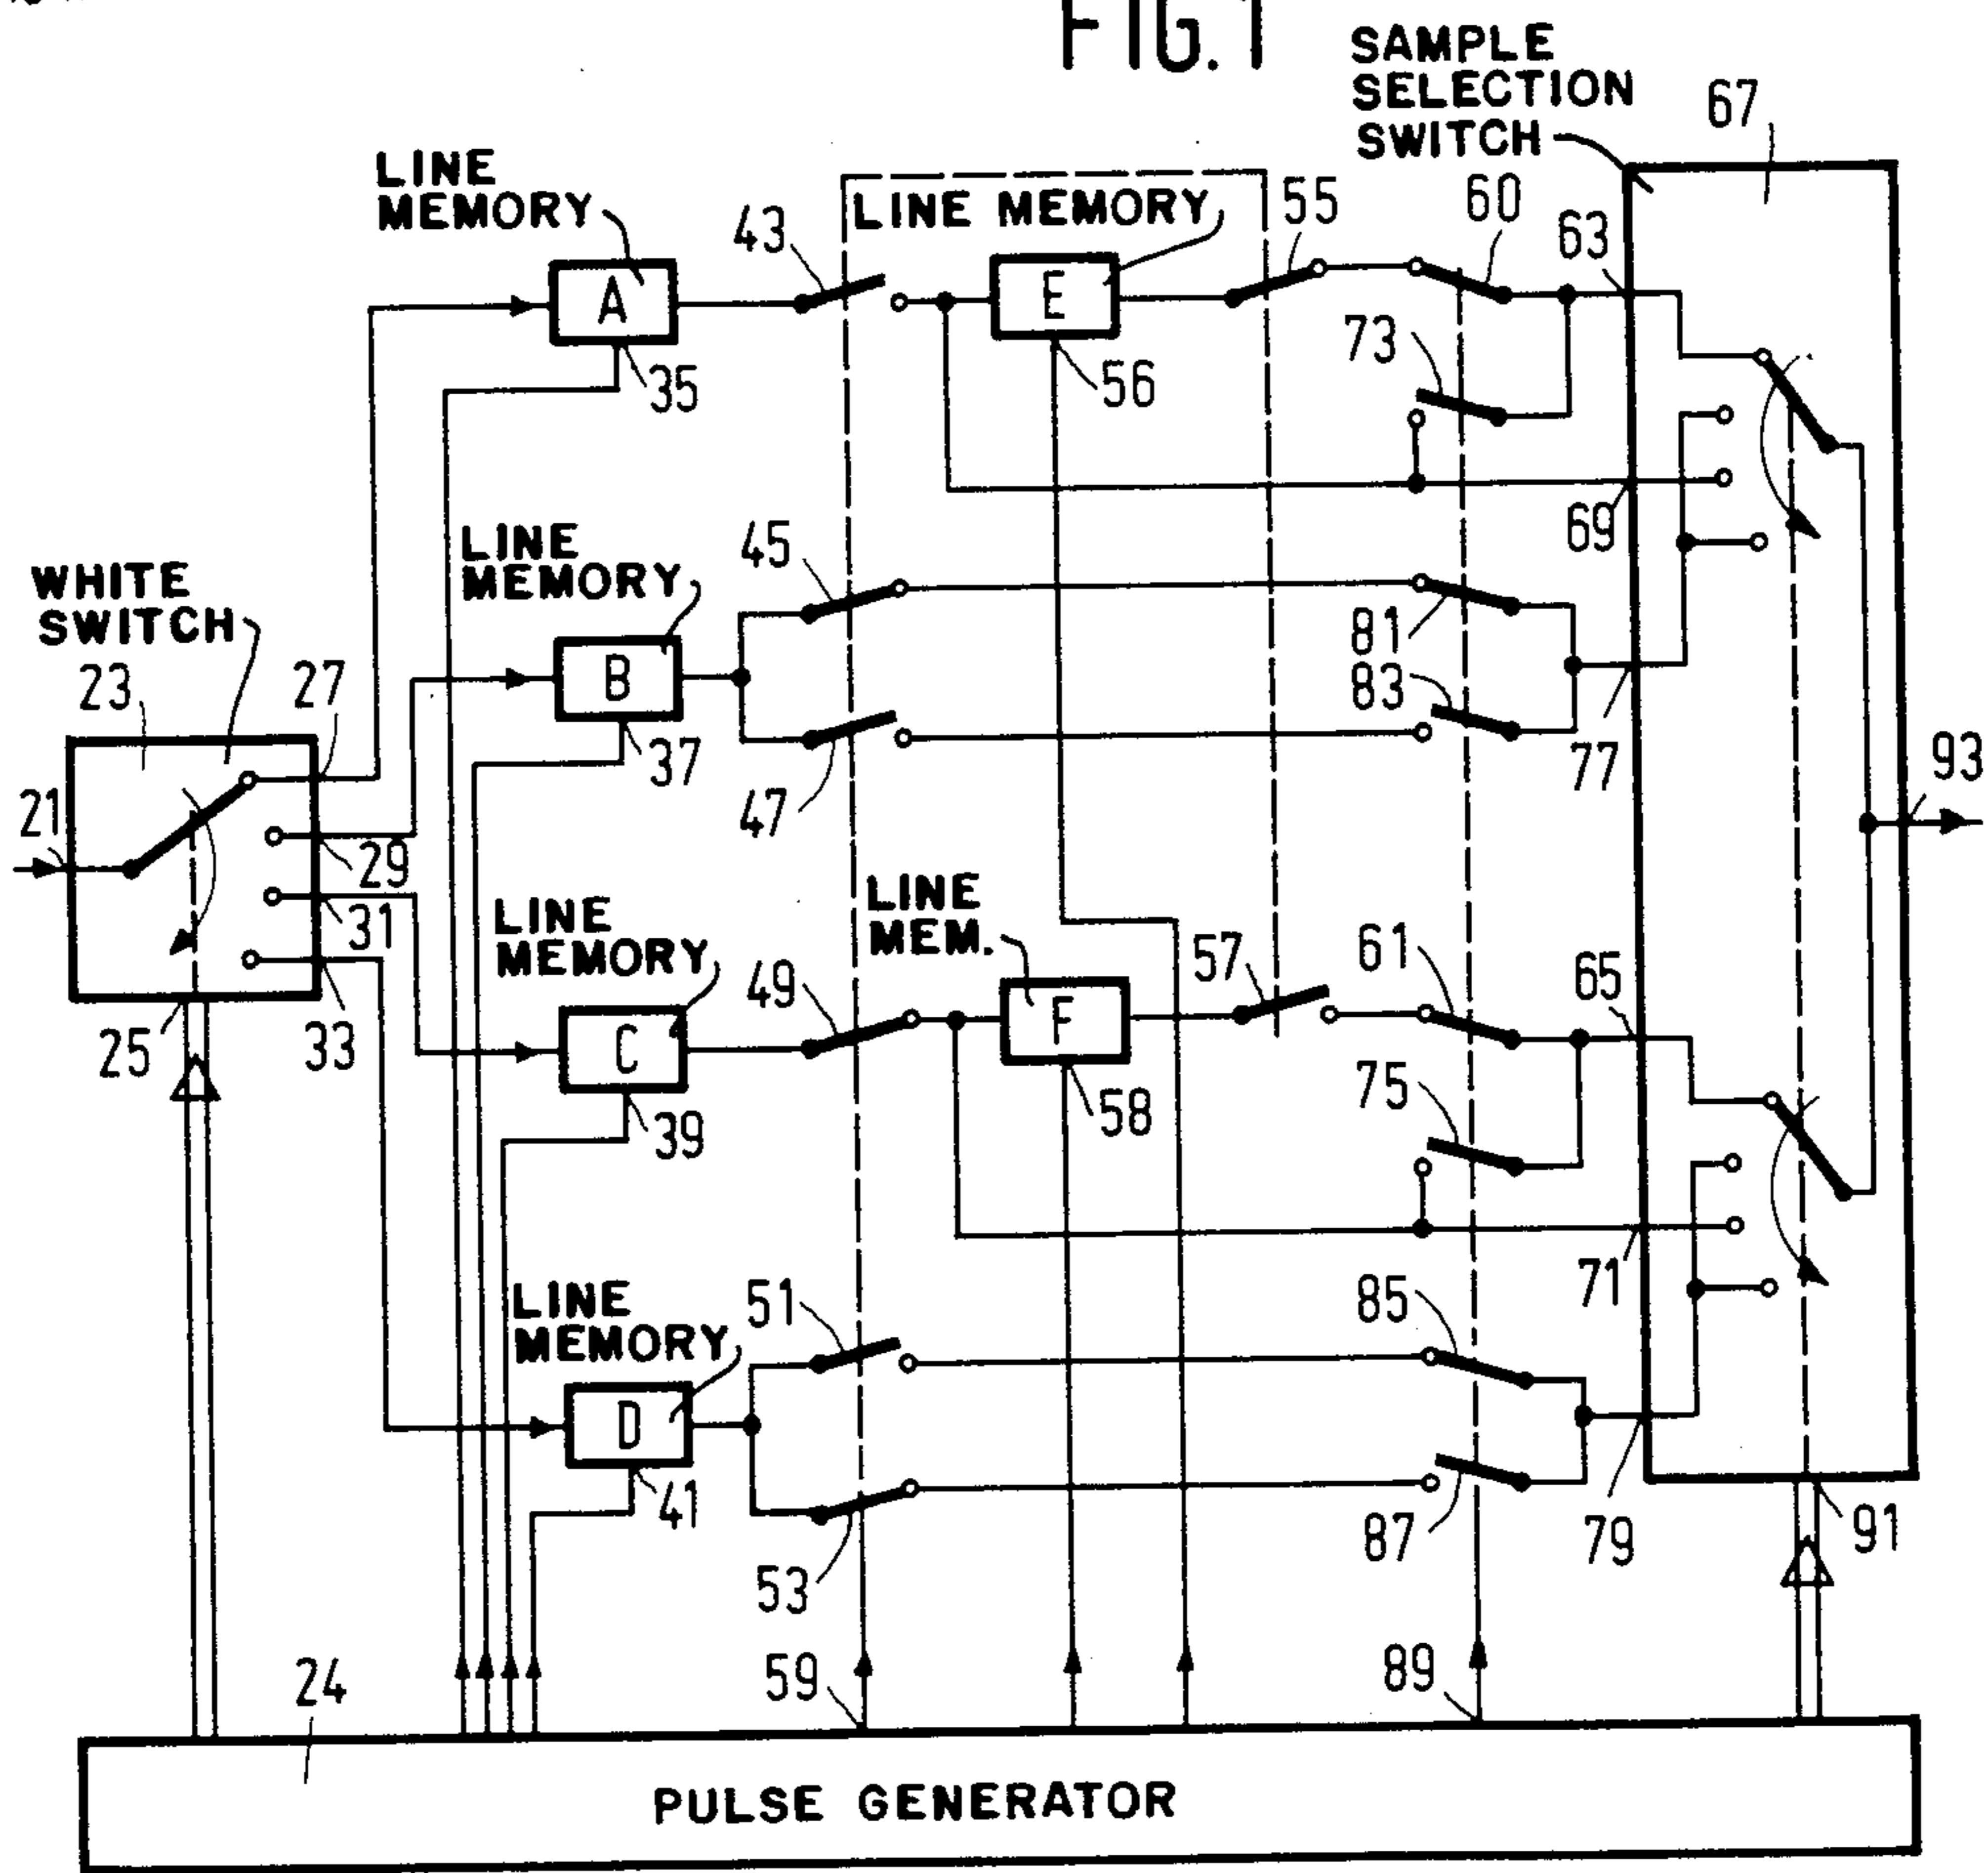 FIG. 1
SAMPLE
SELECTION
SWITCH
67
LINE
MEMORY
43
LINE MEMORY
55
60
63
A
E
35
56
73
69
LINE
MEMORY
45
WHITE
SWITCH
23
27
B
81
83
37
47
77
93
21
29
31
LINE
MEM.
LINE
MEMORY
49
57
61
65
25
33
C
F
39
58
75
71
LINE
MEMORY
51
85
D
41
53
87
79
91
24
59
89
PULSE GENERATOR